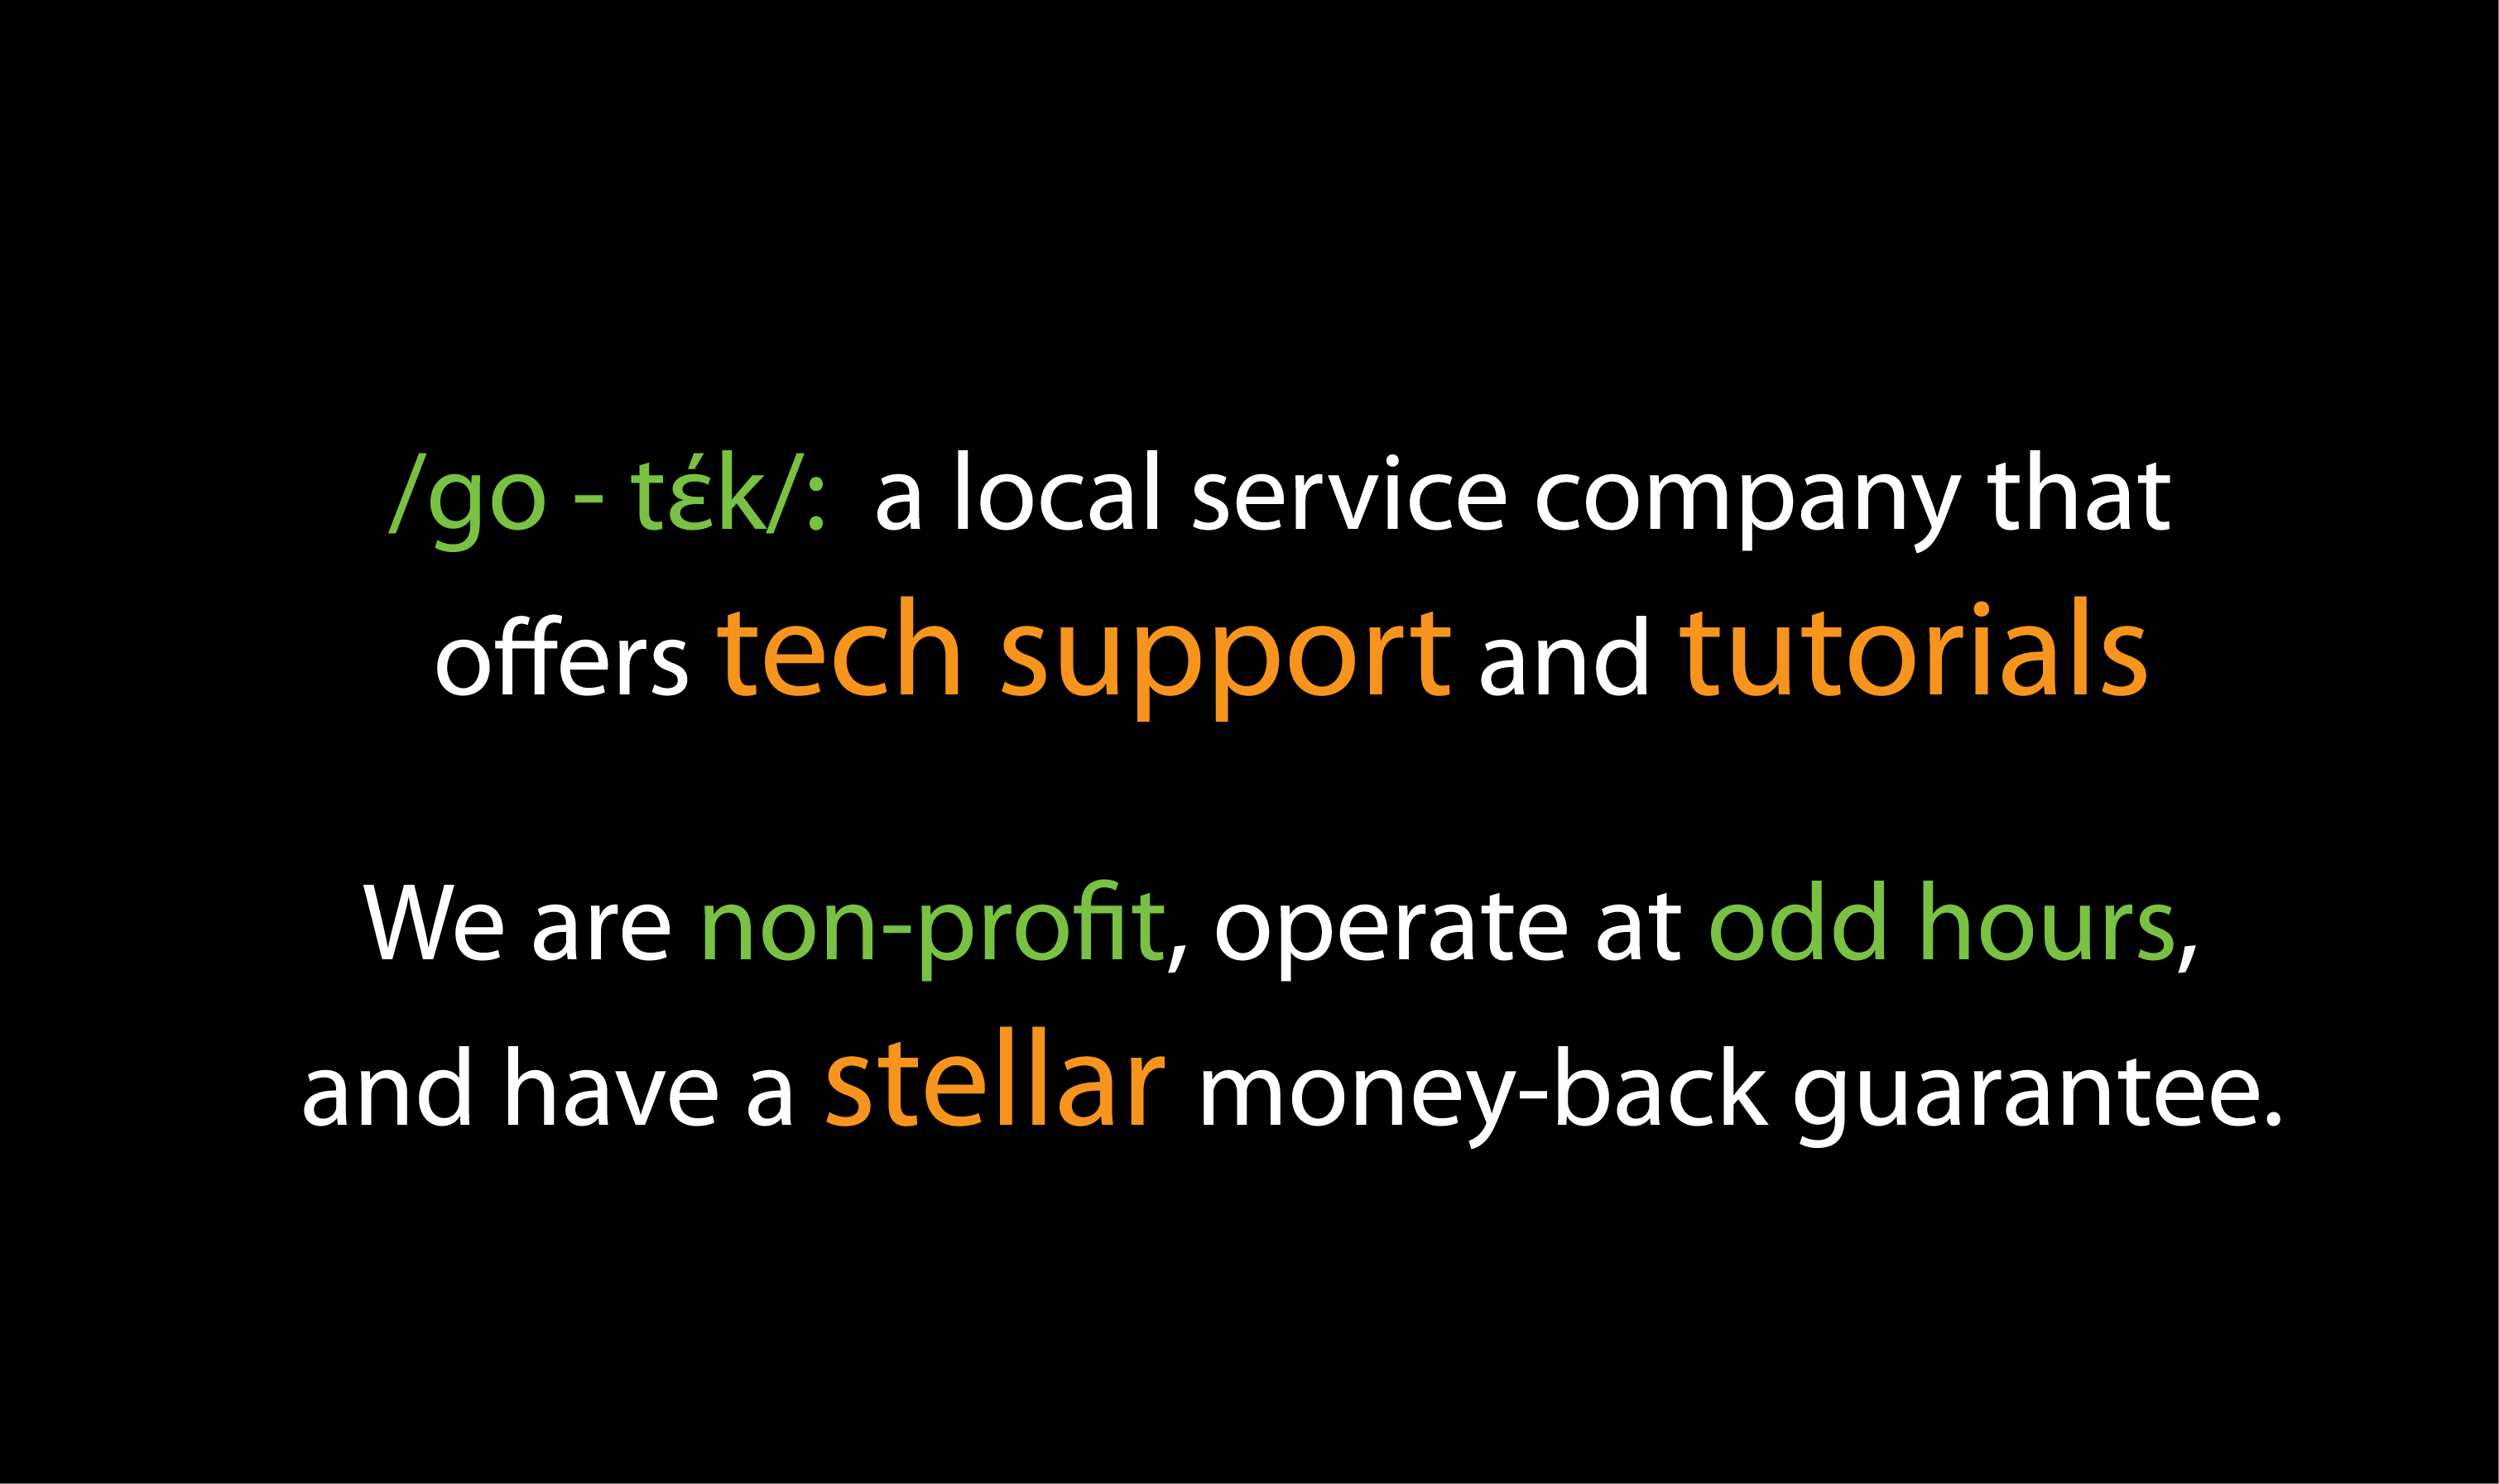 /go - tέk/: a local service company that
offers tech support and tutorials
We are non-profit, operate at odd hours,
and have a stellar money-back guarantee.